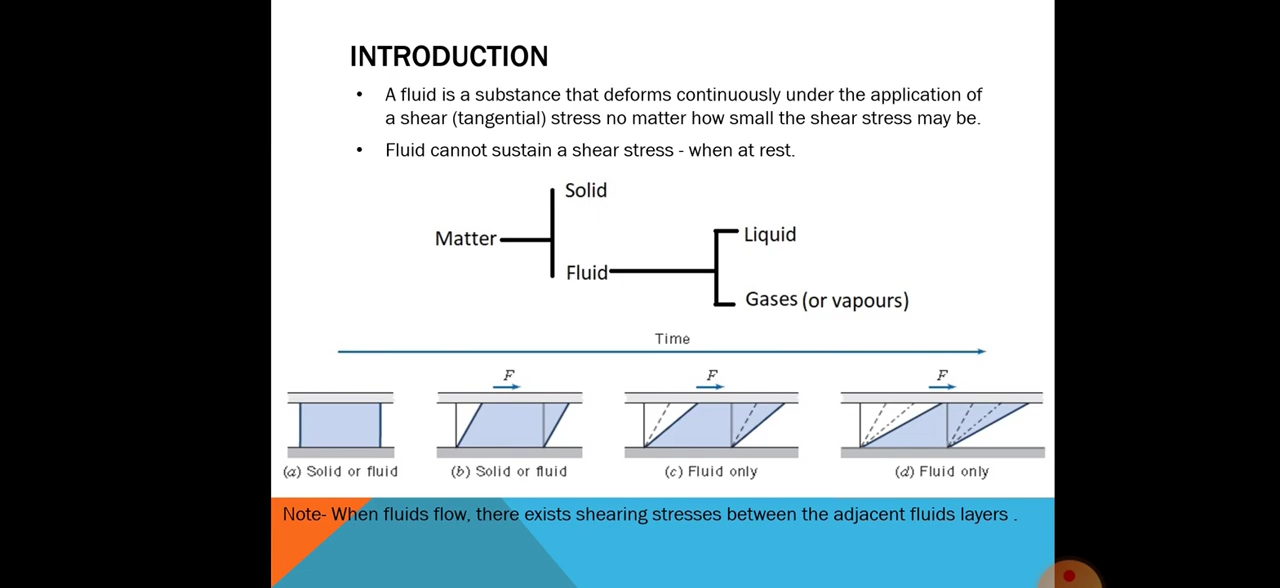 INTRODUCTION
• A fluid is a substance that deforms continuously under the application of
a shear (tangential) stress no matter how small the shear stress may be.
• Fluid cannot sustain a shear stress - when at rest.
Solid
Matter
Liquid
Fluid
Gases (or vapours)
Time
F F F
(a) Solid or fluid (b) Solid or fluid (c) Fluid only (d) Fluid only
Note- When fluids flow, there exists shearing stresses between the adjacent fluids layers .